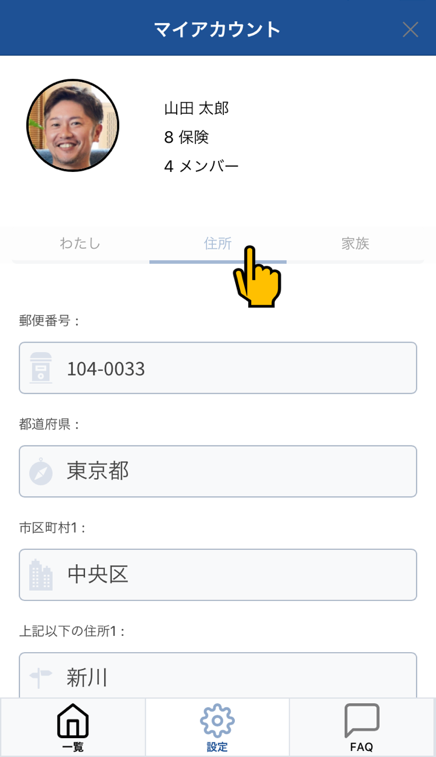 マイアカウント
山田 太郎
8 保険
4 メンバー
わたし 住所 家族
郵便番号：
104-0033
都道府県：
東京都
市区町村1：
中央区
上記以下の住所1：
新川
一覧 設定 FAQ